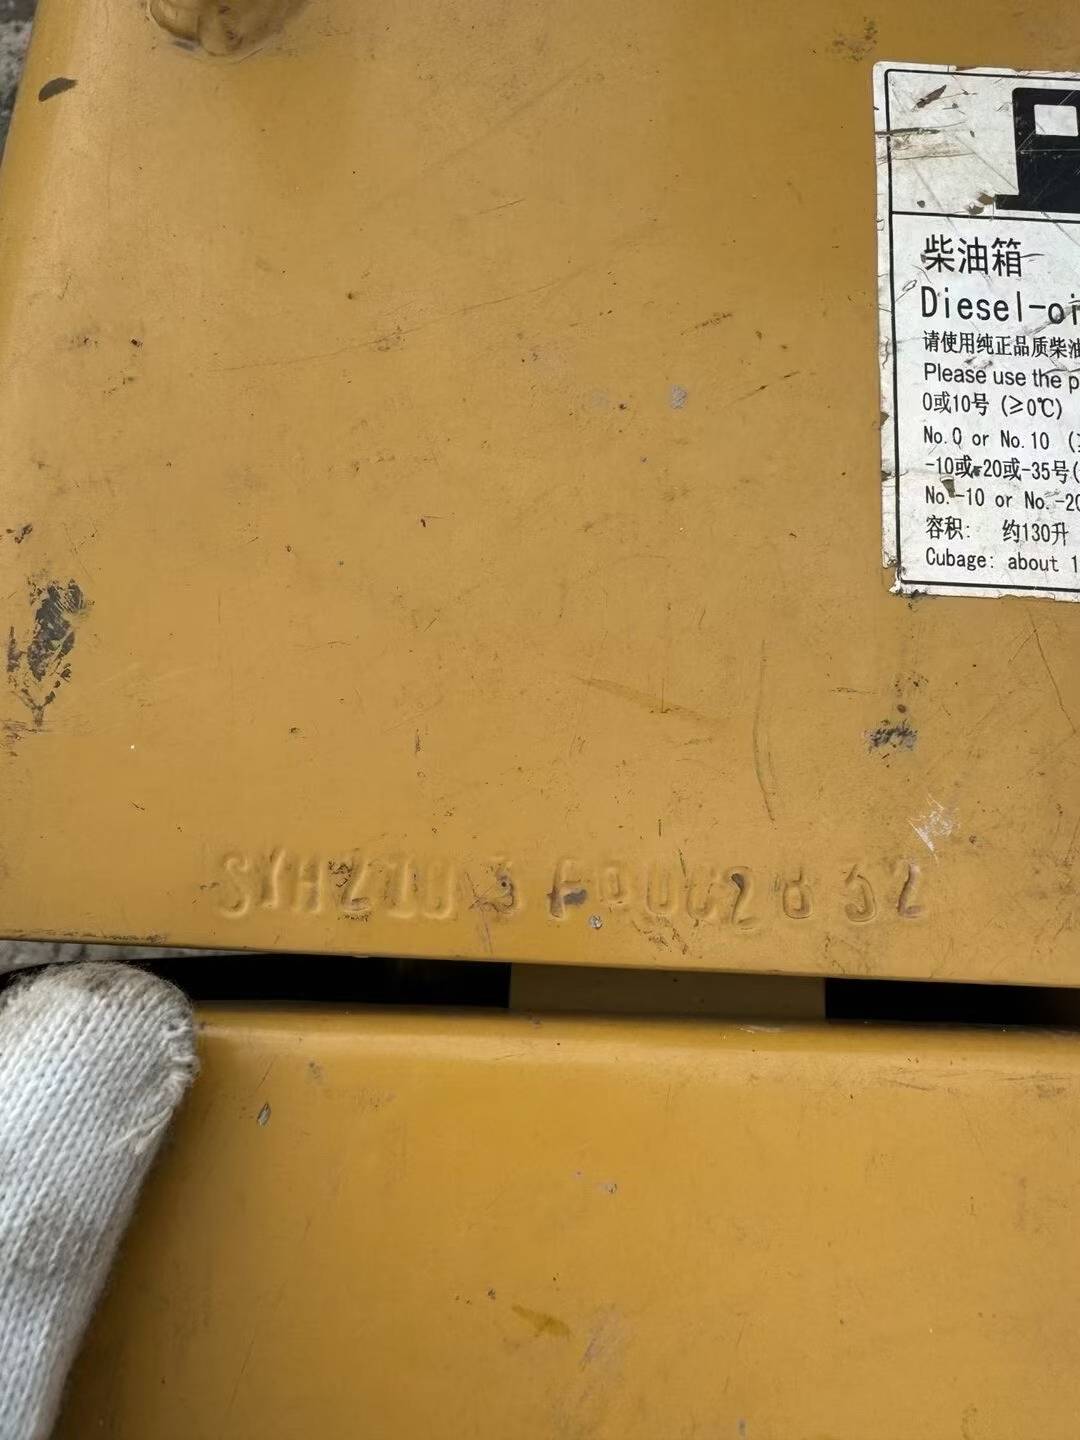 柴油箱
Diesel-oi
请使用纯正品质柴油
Please use the p
0或10号 (≥0℃)
No.0 or No.10 (
-10或-20或-35号(
No.-10 or No.-20
容积: 约130升
Cubage: about 1